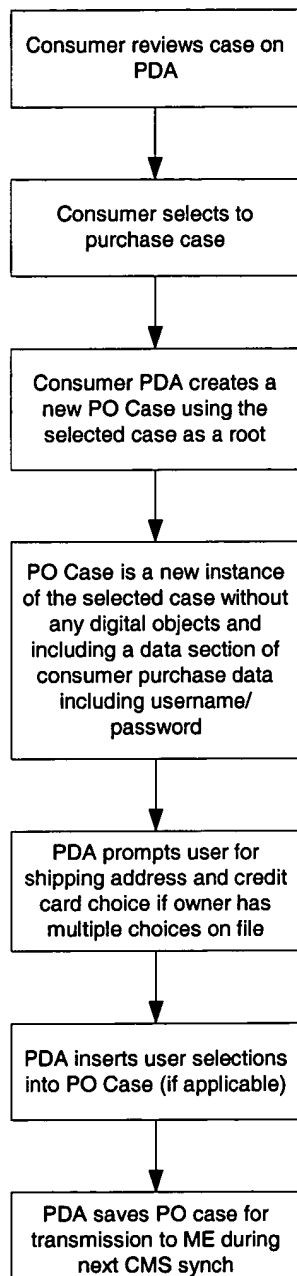 Consumer reviews case on
PDA
Consumer selects to
purchase case
Consumer PDA creates a
new PO Case using the
selected case as a root
PO Case is a new instance
of the selected case without
any digital objects and
including a data section of
consumer purchase data
including username/
password
PDA prompts user for
shipping address and credit
card choice if owner has
multiple choices on file
PDA inserts user selections
into PO Case (if applicable)
PDA saves PO case for
transmission to ME during
next CMS synch